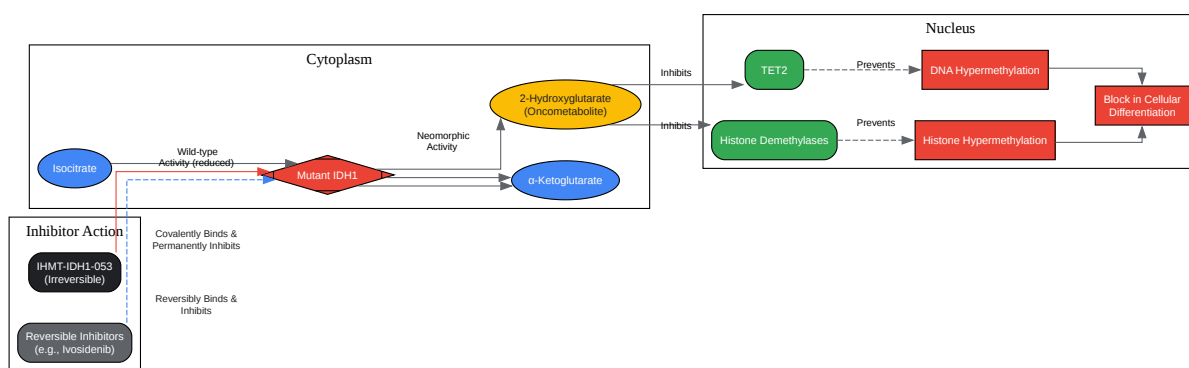 Nucleus
Cytoplasm
TET2
Prevents
DNA Hypermethylation
Inhibits
2-Hydroxyglutarate
(Oncometabolite)
Block in Cellular
Differentiation
Inhibits
Histone Demethylases
Prevents
Histone Hypermethylation
Neomorphic
Activity
Wild-type
Activity (reduced)
Isocitrate
Mutant IDH1
α-Ketoglutarate
Inhibitor Action
Covalently Binds &
Permanently Inhibits
IHMT-IDH1-053
(Irreversible)
Reversibly Binds &
Inhibits
Reversible Inhibitors
(e.g., Ivosidenib)